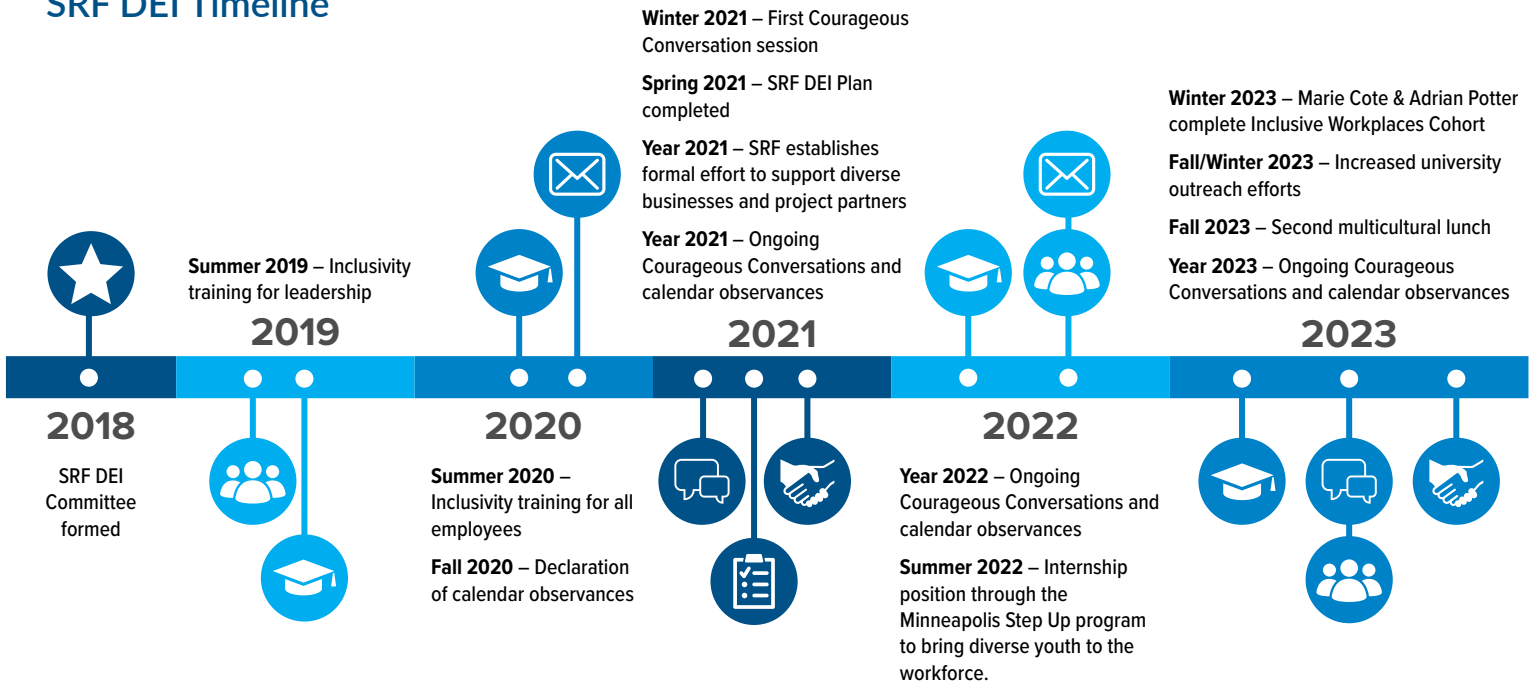 SRF DEI Timeline
2018
SRF DEI
Committee
formed
Summer 2019 – Inclusivity
training for leadership
2019
2020
Summer 2020 –
Inclusivity training for all
employees
Fall 2020 – Declaration
of calendar observances
Winter 2021 – First Courageous
Conversation session
Spring 2021 – SRF DEI Plan
completed
Year 2021 – SRF establishes
formal effort to support diverse
businesses and project partners
Year 2021 – Ongoing
Courageous Conversations and
calendar observances
2021
2022
Year 2022 – Ongoing
Courageous Conversations and
calendar observances
Summer 2022 – Internship
position through the
Minneapolis Step Up program
to bring diverse youth to the
workforce.
Winter 2023 – Marie Cote & Adrian Potter
complete Inclusive Workplaces Cohort
Fall/Winter 2023 – Increased university
outreach efforts
Fall 2023 – Second multicultural lunch
Year 2023 – Ongoing Courageous
Conversations and calendar observances
2023